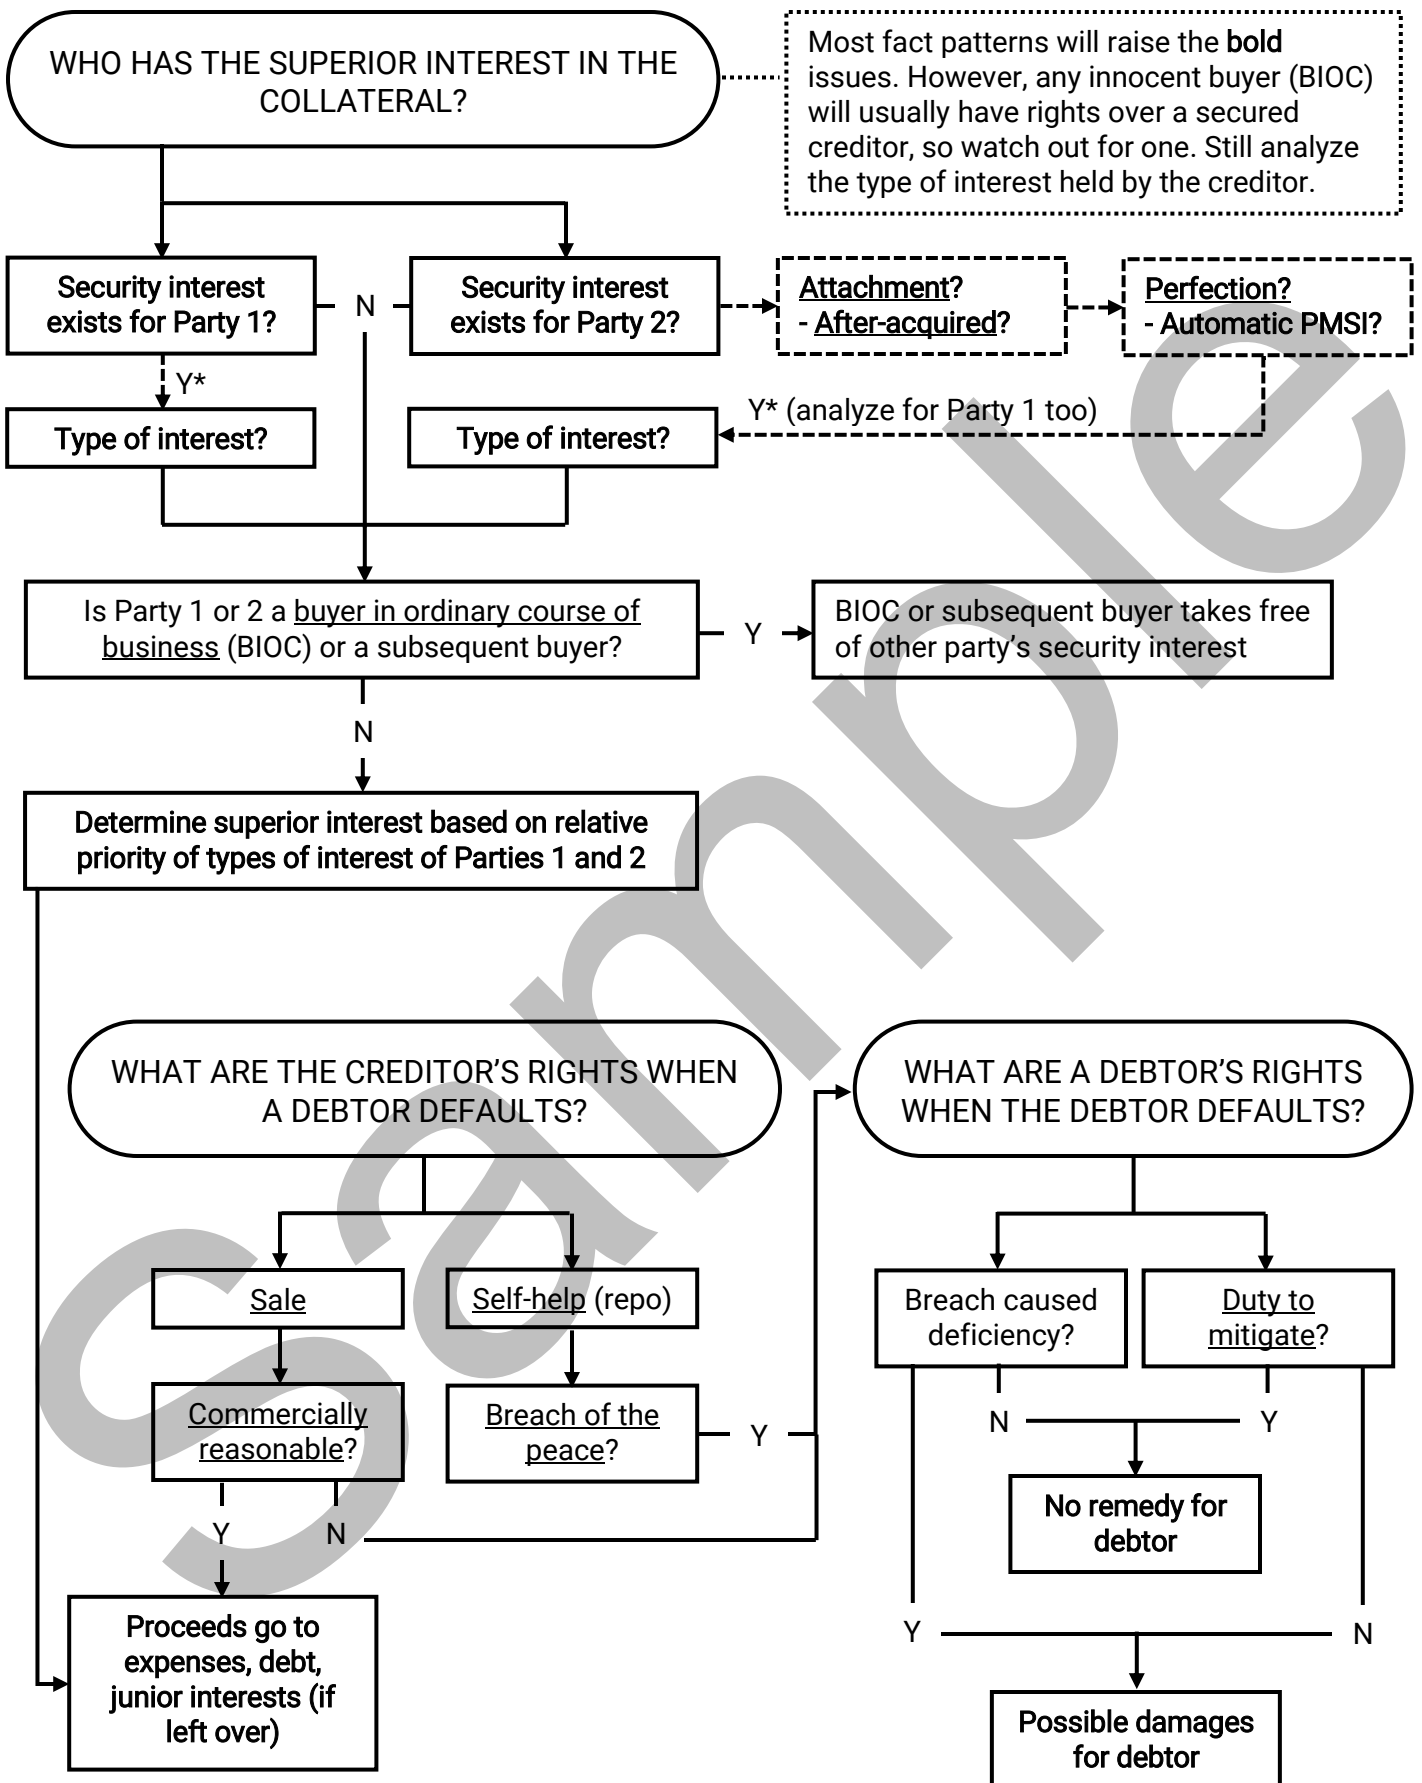 WHO HAS THE SUPERIOR INTEREST IN THE
COLLATERAL?
Most fact patterns will raise the bold
issues. However, any innocent buyer (BIOC)
will usually have rights over a secured
creditor, so watch out for one. Still analyze
the type of interest held by the creditor.
Security interest
exists for Party 1?
N
Security interest
exists for Party 2?
Attachment?
- After-acquired?
Perfection?
- Automatic PMSI?
Y*
Y* (analyze for Party 1 too)
Type of interest?
Type of interest?
Is Party 1 or 2 a buyer in ordinary course of
business (BIOC) or a subsequent buyer?
Y
BIOC or subsequent buyer takes free
of other party's security interest
N
Determine superior interest based on relative
priority of types of interest of Parties 1 and 2
WHAT ARE THE CREDITOR'S RIGHTS WHEN
A DEBTOR DEFAULTS?
WHAT ARE A DEBTOR'S RIGHTS
WHEN THE DEBTOR DEFAULTS?
Sale
Self-help (repo)
Breach caused
deficiency?
Duty to
mitigate?
Commercially
reasonable?
Breach of the
peace?
Y
N
Y
No remedy for
debtor
Y
N
Proceeds go to
expenses, debt,
junior interests (if
left over)
Y
N
Possible damages
for debtor
Sample